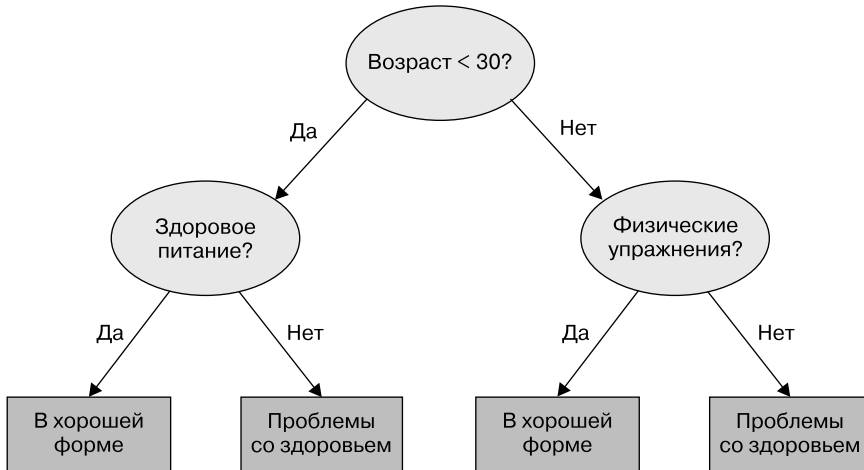 Возраст < 30?
Да
Нет
Здоровое
питание?
Физические
упражнения?
Да
Нет
Да
Нет
В хорошей
форме
Проблемы
со здоровьем
В хорошей
форме
Проблемы
со здоровьем